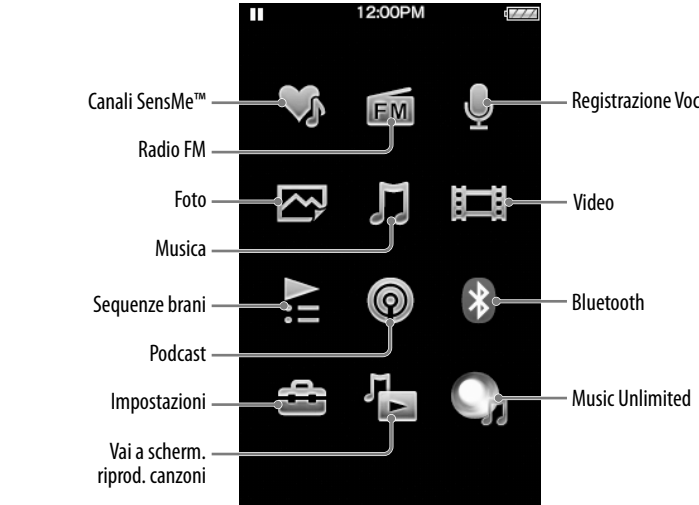 12:00PM
Canali SensMe™
FM
Registrazione Voc
Radio FM
Foto
Video
Musica
Sequenze brani
Bluetooth
Podcast
Impostazioni
Music Unlimited
Vai a scherm.
riprod. canzoni